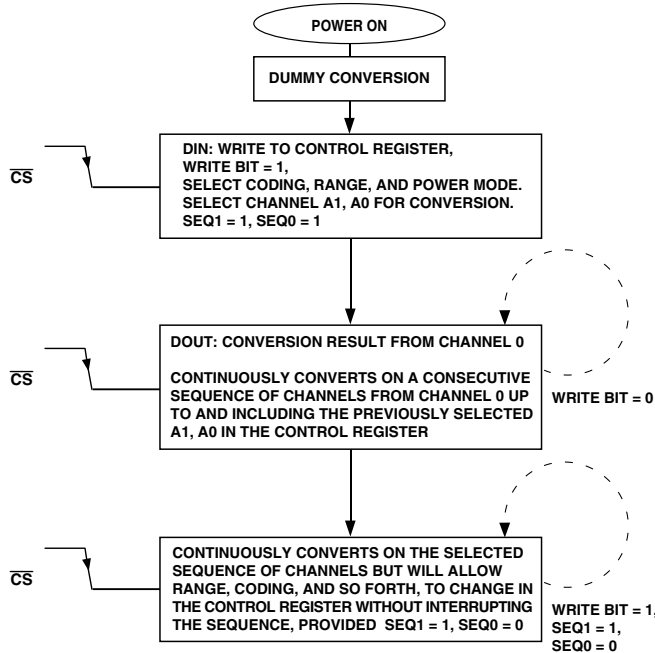 POWER ON
DUMMY CONVERSION
CS
DIN: WRITE TO CONTROL REGISTER,
WRITE BIT = 1,
SELECT CODING, RANGE, AND POWER MODE.
SELECT CHANNEL A1, A0 FOR CONVERSION.
SEQ1 = 1, SEQ0 = 1
CS
DOUT: CONVERSION RESULT FROM CHANNEL 0
CONTINUOUSLY CONVERTS ON A CONSECUTIVE
SEQUENCE OF CHANNELS FROM CHANNEL 0 UP
TO AND INCLUDING THE PREVIOUSLY SELECTED
A1, A0 IN THE CONTROL REGISTER
WRITE BIT = 0
CS
CONTINUOUSLY CONVERTS ON THE SELECTED
SEQUENCE OF CHANNELS BUT WILL ALLOW
RANGE, CODING, AND SO FORTH, TO CHANGE IN
THE CONTROL REGISTER WITHOUT INTERRUPTING
THE SEQUENCE, PROVIDED SEQ1 = 1, SEQ0 = 0
WRITE BIT = 1,
SEQ1 = 1,
SEQ0 = 0